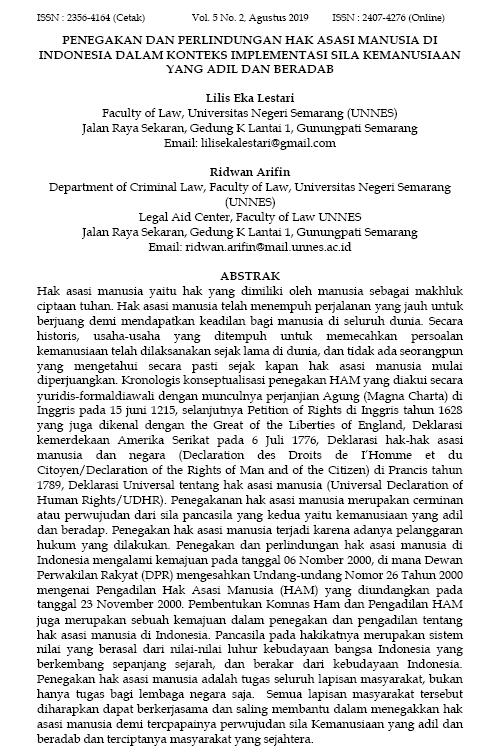 ISSN : 2356-4164 (Cetak) Vol. 5 No. 2, Agustus 2019 ISSN : 2407-4276 (Online)
PENEGAKAN DAN PERLINDUNGAN HAK ASASI MANUSIA DI
INDONESIA DALAM KONTEKS IMPLEMENTASI SILA KEMANUSIAAN
YANG ADIL DAN BERADAB
Lilis Eka Lestari
Faculty of Law, Universitas Negeri Semarang (UNNES)
Jalan Raya Sekaran, Gedung K Lantai 1, Gunungpati Semarang
Email: lilisekalestari@gmail.com
Ridwan Arifin
Department of Criminal Law, Faculty of Law, Universitas Negeri Semarang
(UNNES)
Legal Aid Center, Faculty of Law UNNES
Jalan Raya Sekaran, Gedung K Lantai 1, Gunungpati Semarang
Email: ridwan.arifin@mail.unnes.ac.id
ABSTRAK
Hak asasi manusia yaitu hak yang dimiliki oleh manusia sebagai makhluk
ciptaan tuhan. Hak asasi manusia telah menempuh perjalanan yang jauh untuk
berjuang demi mendapatkan keadilan bagi manusia di seluruh dunia. Secara
historis, usaha-usaha yang ditempuh untuk memecahkan persoalan
kemanusiaan telah dilaksanakan sejak lama di dunia, dan tidak ada seorangpun
yang mengetahui secara pasti sejak kapan hak asasi manusia mulai
diperjuangkan. Kronologis konseptualisasi penegakan HAM yang diakui secara
yuridis-formaldiawali dengan munculnya perjanjian Agung (Magna Charta) di
Inggris pada 15 juni 1215, selanjutnya Petition of Rights di Inggris tahun 1628
yang juga dikenal dengan the Great of the Liberties of England, Deklarasi
kemerdekaan Amerika Serikat pada 6 Juli 1776, Deklarasi hak-hak asasi
manusia dan negara (Declaration des Droits de I'Homme et du
Citoyen/Declaration of the Rights of Man and of the Citizen) di Prancis tahun
1789, Deklarasi Universal tentang hak asasi manusia (Universal Declaration of
Human Rights/UDHR). Penegakanan hak asasi manusia merupakan cerminan
atau perwujudan dari sila pancasila yang kedua yaitu kemanusiaan yang adil
dan beradap. Penegakan hak asasi manusia terjadi karena adanya pelanggaran
hukum yang dilakukan. Penegakan dan perlindungan hak asasi manusia di
Indonesia mengalami kemajuan pada tanggal 06 Nomber 2000, di mana Dewan
Perwakilan Rakyat (DPR) mengesahkan Undang-undang Nomor 26 Tahun 2000
mengenai Pengadilan Hak Asasi Manusia (HAM) yang diundangkan pada
tanggal 23 November 2000. Pembentukan Komnas Ham dan Pengadilan HAM
juga merupakan sebuah kemajuan dalam penegakan dan pengadilan tentang
hak asasi manusia di Indonesia. Pancasila pada hakikatnya merupakan sistem
nilai yang berasal dari nilai-nilai luhur kebudayaan bangsa Indonesia yang
berkembang sepanjang sejarah, dan berakar dari kebudayaan Indonesia.
Penegakan hak asasi manusia adalah tugas seluruh lapisan masyarakat, bukan
hanya tugas bagi lembaga negara saja. Semua lapisan masyarakat tersebut
diharapkan dapat berkerjasama dan saling membantu dalam menegakkan hak
asasi manusia demi tercpapainya perwujudan sila Kemanusiaan yang adil dan
beradab dan terciptanya masyarakat yang sejahtera.